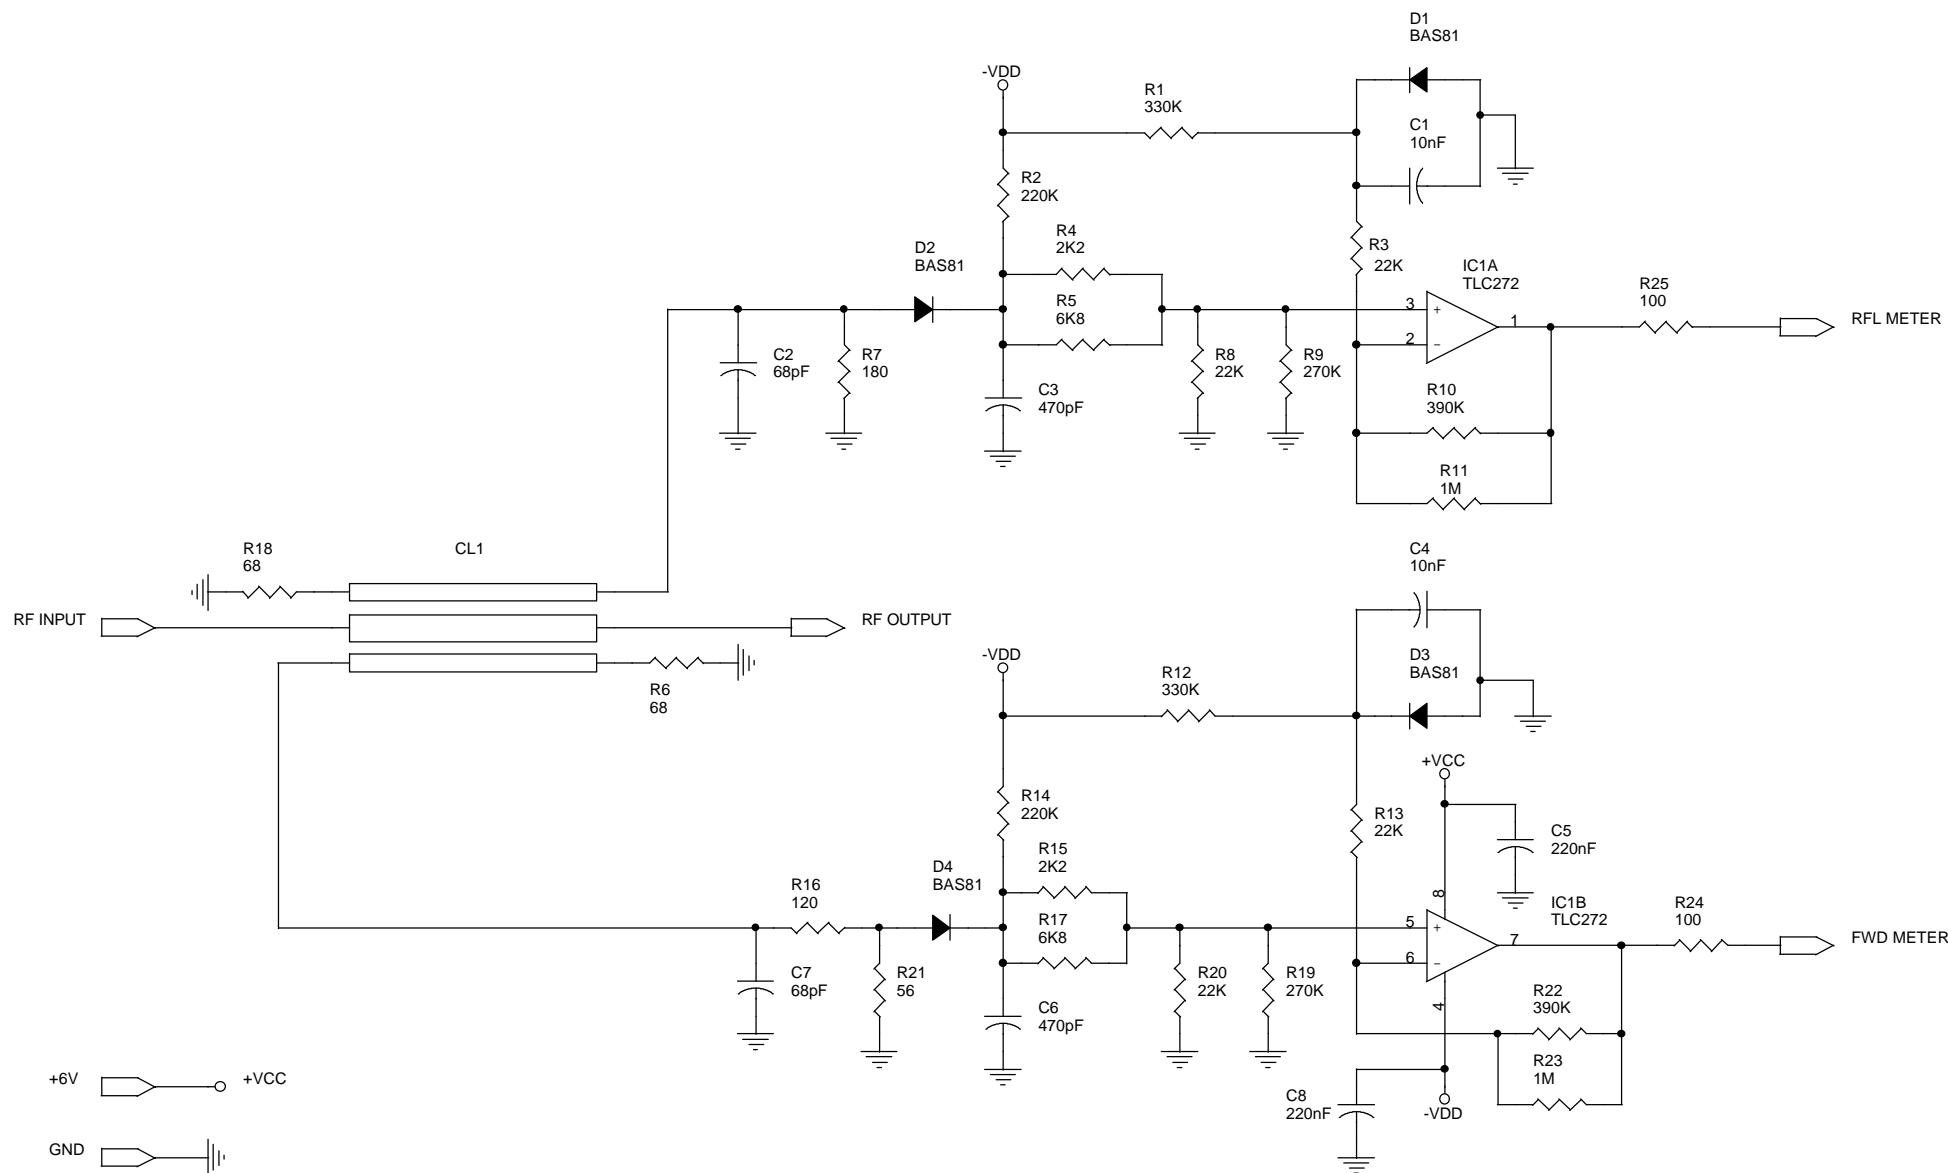 D1
BAS81
-VDD
R1
330K
C1
10nF
R2
220K
R4
2K2
D2
BAS81
R3
22K
IC1A
TLC272
R5
6K8
R25
100
3
+
1
RFL METER
2
−
C2
68pF
R7
180
R8
22K
R9
270K
C3
470pF
R10
390K
R11
1M
R18
68
CL1
C4
10nF
RF INPUT
RF OUTPUT
-VDD
D3
BAS81
R12
330K
R6
68
+VCC
R14
220K
R13
22K
C5
220nF
R15
2K2
D4
BAS81
R16
120
8
IC1B
TLC272
R24
100
R17
6K8
5
+
7
FWD METER
6
−
C7
68pF
R21
56
R20
22K
R19
270K
R22
390K
4
C6
470pF
R23
1M
+6V
+VCC
C8
220nF
-VDD
GND